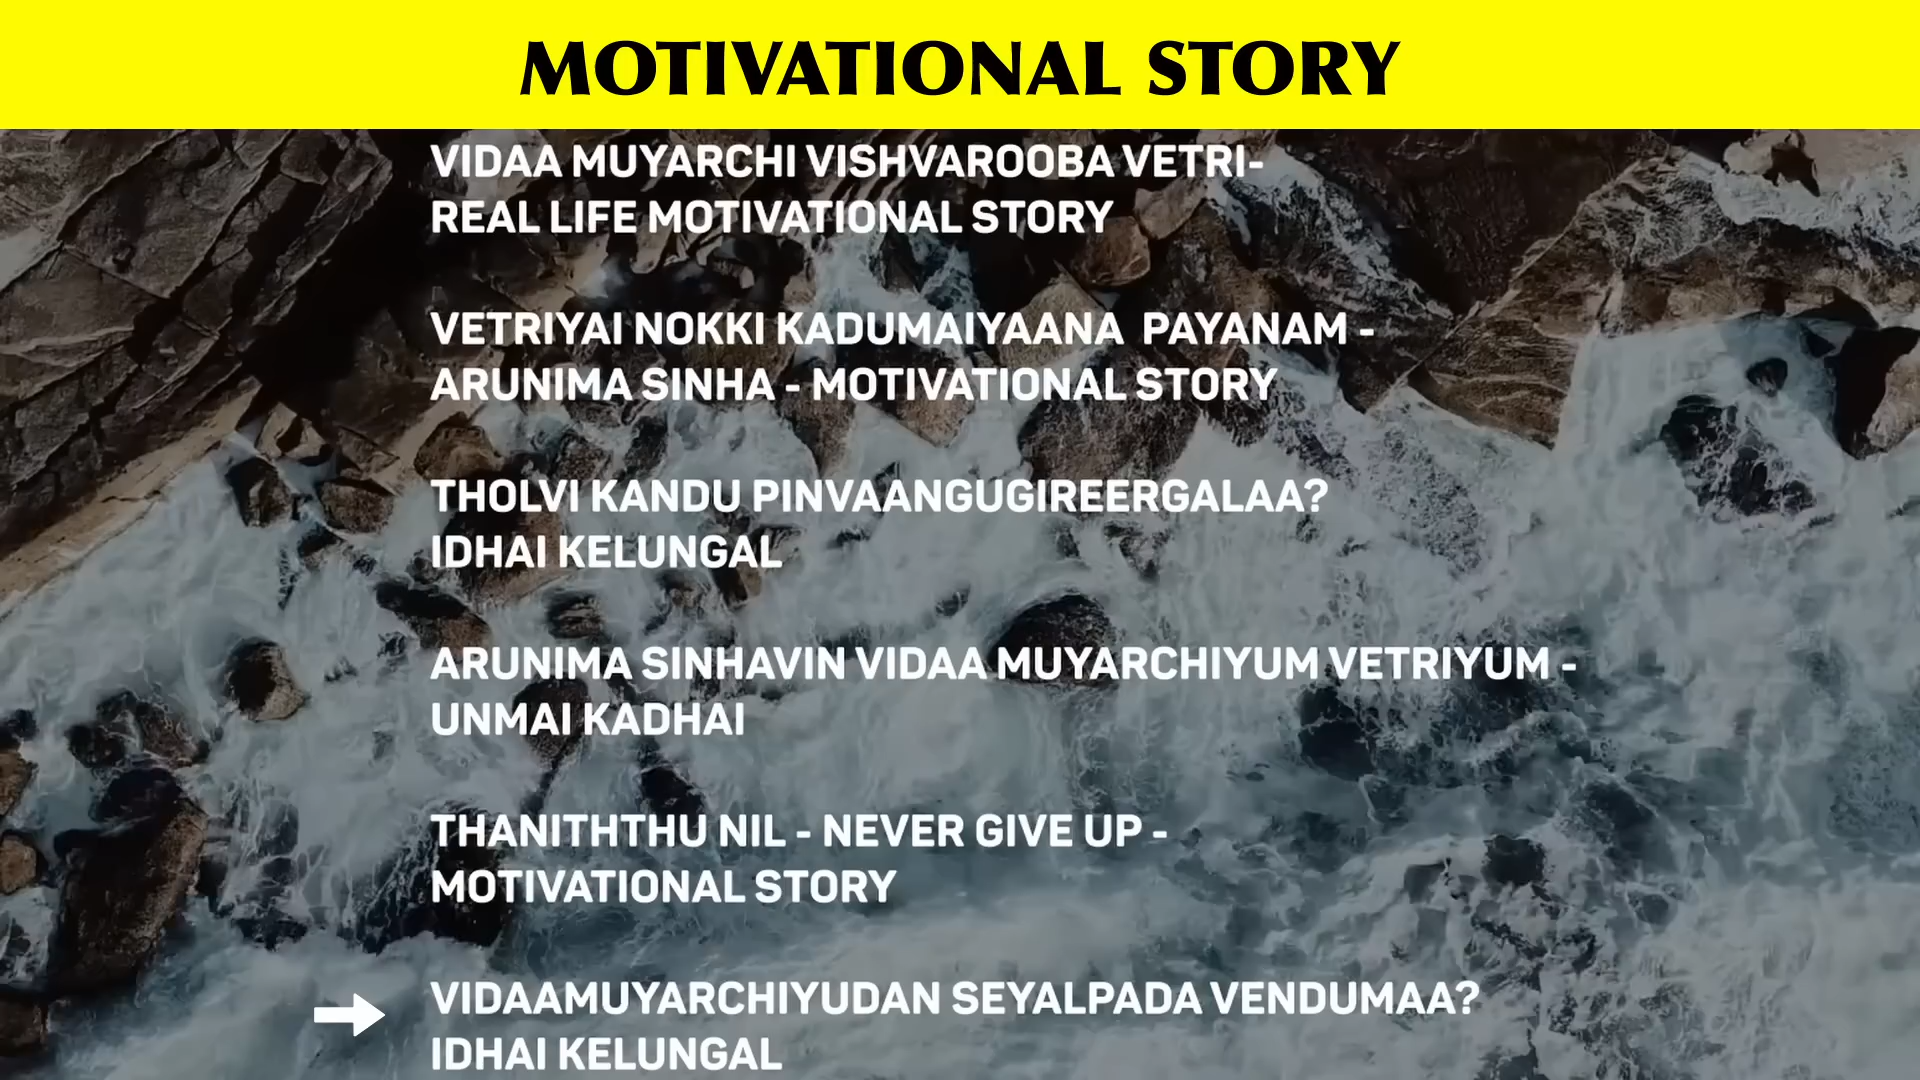 MOTIVATIONAL STORY
VIDAA MUYARCHI VISHVAROOBA VETRI-
REAL LIFE MOTIVATIONAL STORY
VETRIYAI NOKKI KADUMAIYAANA PAYANAM -
ARUNIMA SINHA - MOTIVATIONAL STORY
THOLVI KANDU PINVAANGUGIREERGALAA?
IDHAI KELUNGAL
ARUNIMA SINHAVIN VIDAA MUYARCHIYUM VETRIYUM -
UNMAI KADHAI
THANITHTHU NIL - NEVER GIVE UP -
MOTIVATIONAL STORY
VIDAAMUYARCHIYUDAN SEYALPADA VENDUMAA?
IDHAI KELUNGAL